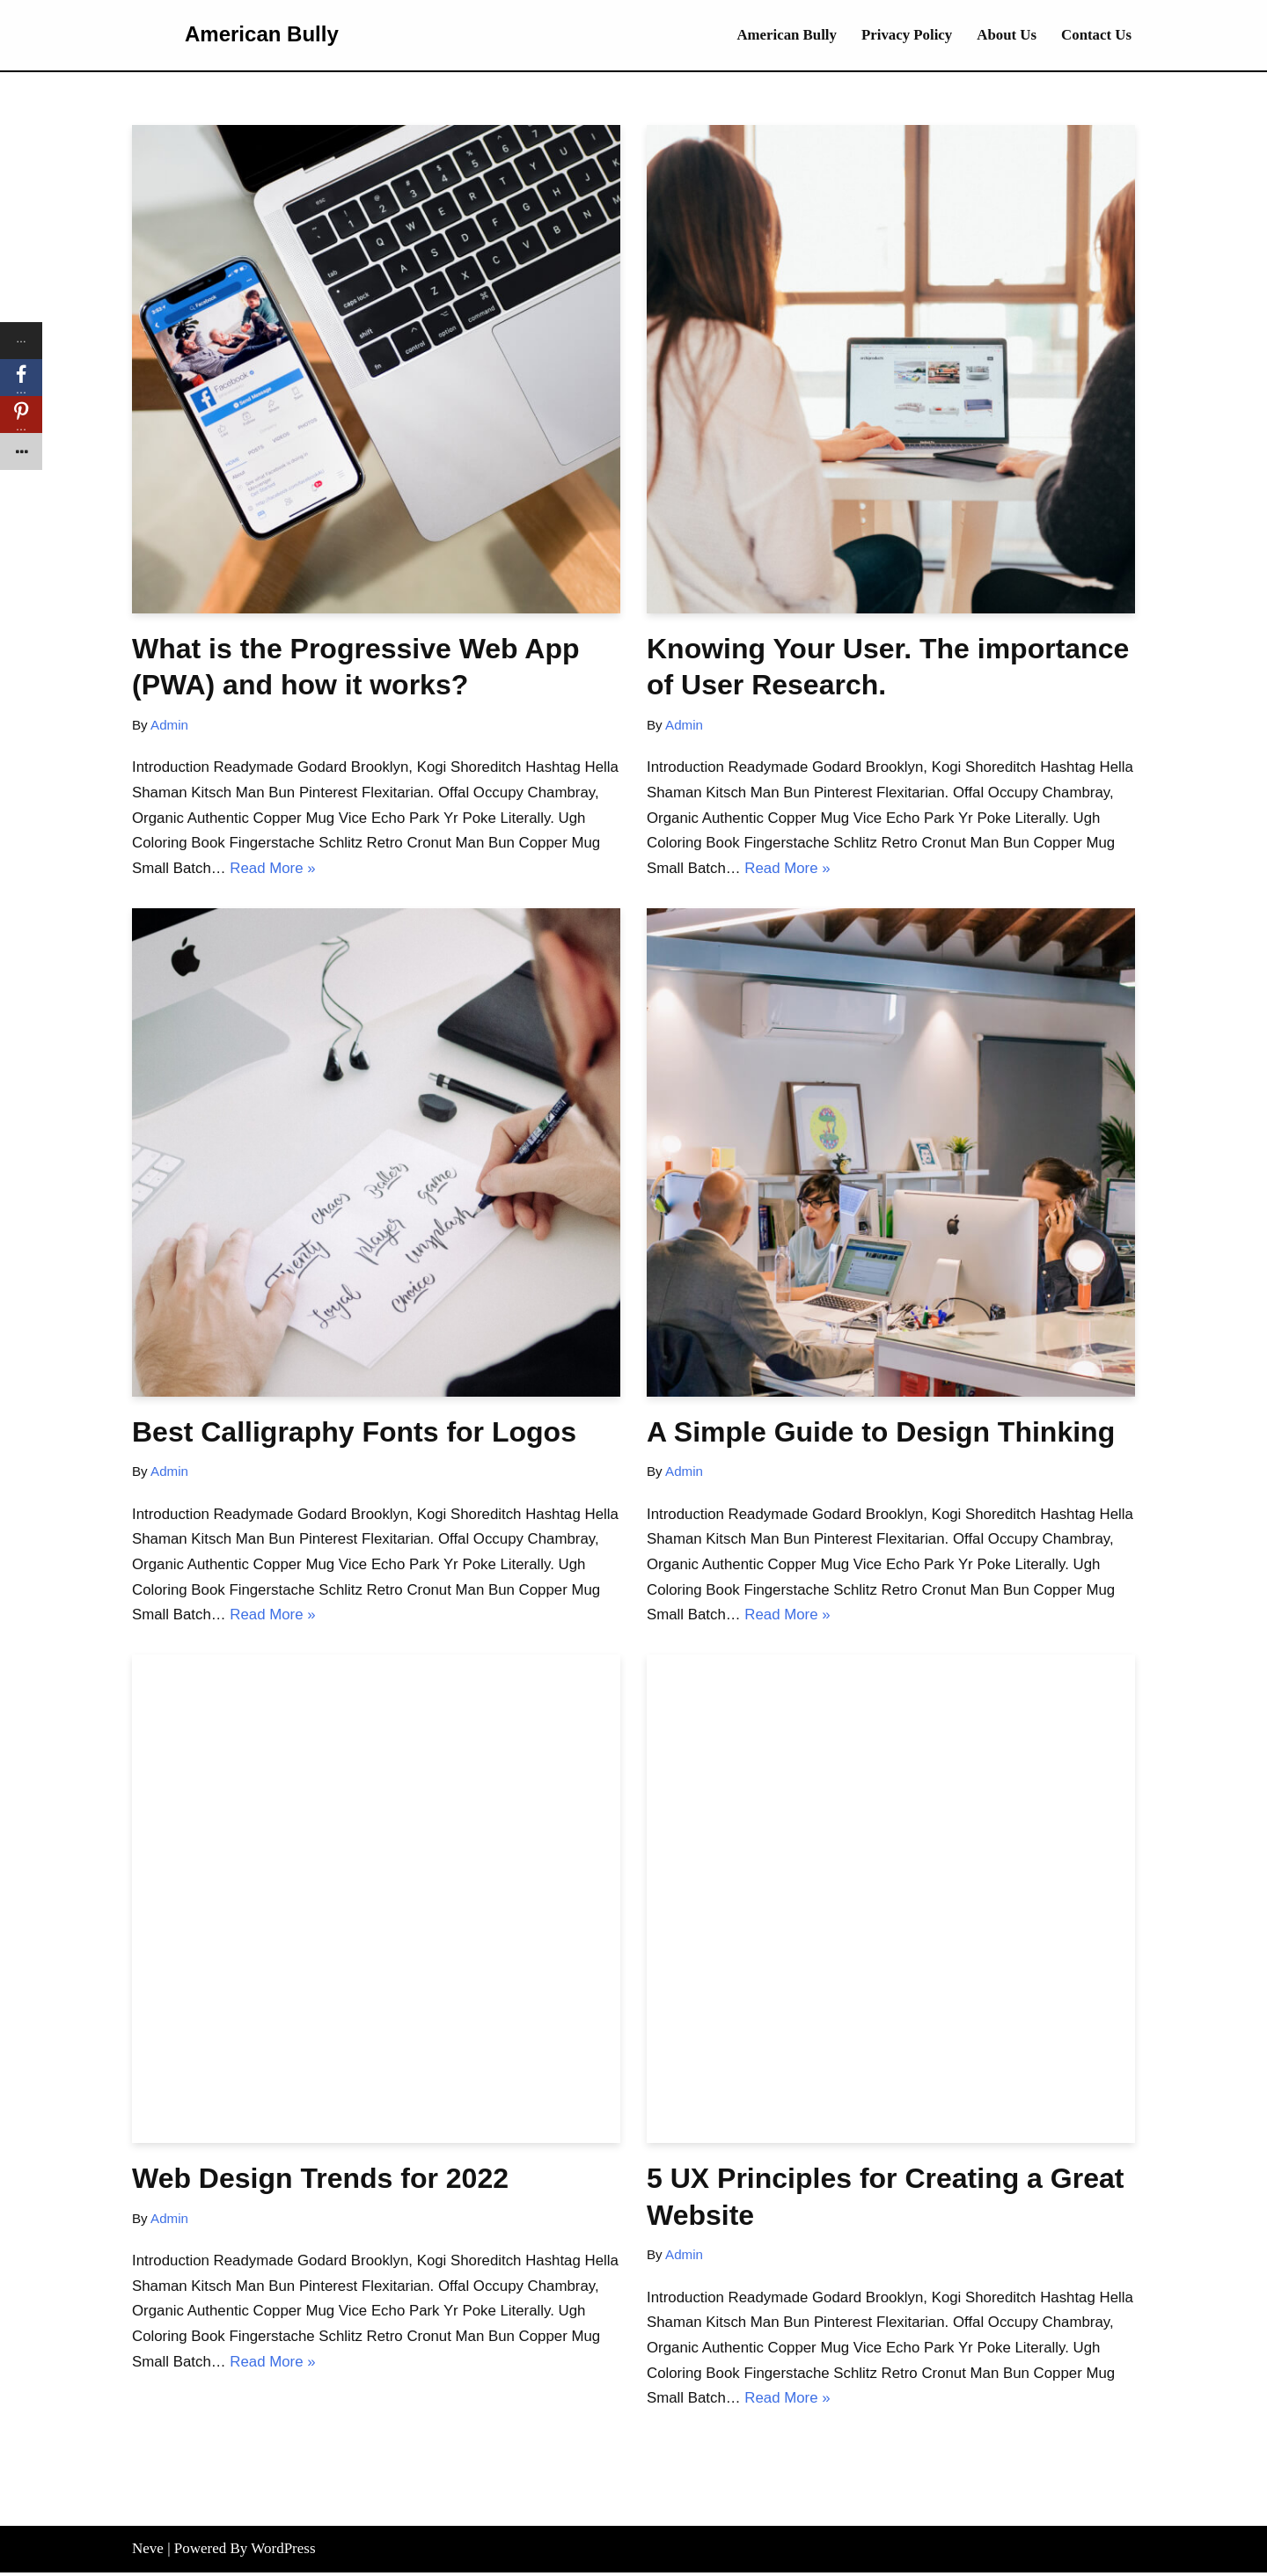 American Bully
American Bully Privacy Policy About Us Contact Us
What is the Progressive Web App
(PWA) and how it works?
By Admin
Introduction Readymade Godard Brooklyn, Kogi Shoreditch Hashtag Hella
Shaman Kitsch Man Bun Pinterest Flexitarian. Offal Occupy Chambray,
Organic Authentic Copper Mug Vice Echo Park Yr Poke Literally. Ugh
Coloring Book Fingerstache Schlitz Retro Cronut Man Bun Copper Mug
Small Batch… Read More »
Knowing Your User. The importance
of User Research.
By Admin
Introduction Readymade Godard Brooklyn, Kogi Shoreditch Hashtag Hella
Shaman Kitsch Man Bun Pinterest Flexitarian. Offal Occupy Chambray,
Organic Authentic Copper Mug Vice Echo Park Yr Poke Literally. Ugh
Coloring Book Fingerstache Schlitz Retro Cronut Man Bun Copper Mug
Small Batch… Read More »
chaos Baller game
Twenty player unsplash
Loyal choice
Best Calligraphy Fonts for Logos
By Admin
Introduction Readymade Godard Brooklyn, Kogi Shoreditch Hashtag Hella
Shaman Kitsch Man Bun Pinterest Flexitarian. Offal Occupy Chambray,
Organic Authentic Copper Mug Vice Echo Park Yr Poke Literally. Ugh
Coloring Book Fingerstache Schlitz Retro Cronut Man Bun Copper Mug
Small Batch… Read More »
A Simple Guide to Design Thinking
By Admin
Introduction Readymade Godard Brooklyn, Kogi Shoreditch Hashtag Hella
Shaman Kitsch Man Bun Pinterest Flexitarian. Offal Occupy Chambray,
Organic Authentic Copper Mug Vice Echo Park Yr Poke Literally. Ugh
Coloring Book Fingerstache Schlitz Retro Cronut Man Bun Copper Mug
Small Batch… Read More »
Web Design Trends for 2022
By Admin
Introduction Readymade Godard Brooklyn, Kogi Shoreditch Hashtag Hella
Shaman Kitsch Man Bun Pinterest Flexitarian. Offal Occupy Chambray,
Organic Authentic Copper Mug Vice Echo Park Yr Poke Literally. Ugh
Coloring Book Fingerstache Schlitz Retro Cronut Man Bun Copper Mug
Small Batch… Read More »
5 UX Principles for Creating a Great
Website
By Admin
Introduction Readymade Godard Brooklyn, Kogi Shoreditch Hashtag Hella
Shaman Kitsch Man Bun Pinterest Flexitarian. Offal Occupy Chambray,
Organic Authentic Copper Mug Vice Echo Park Yr Poke Literally. Ugh
Coloring Book Fingerstache Schlitz Retro Cronut Man Bun Copper Mug
Small Batch… Read More »
Neve | Powered By WordPress